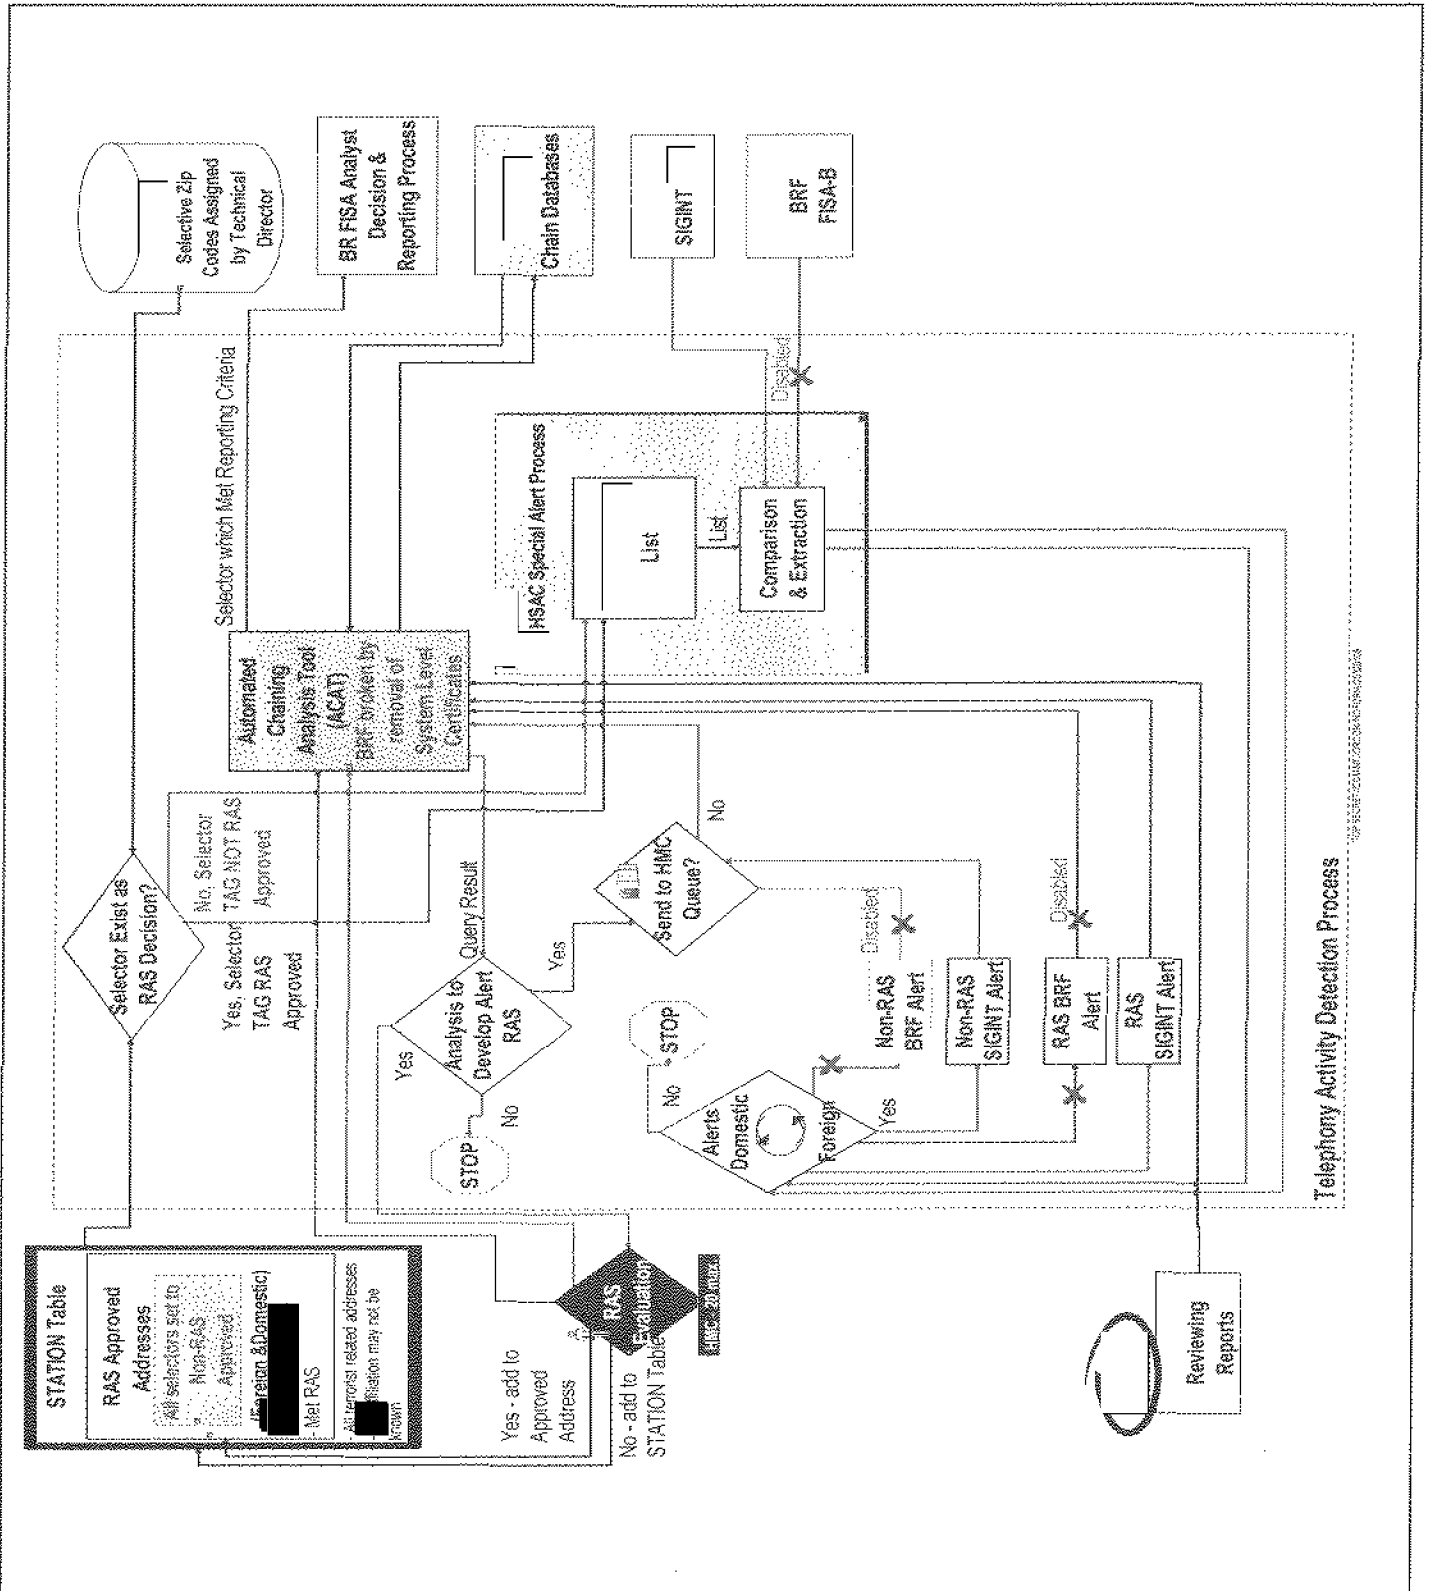 STATION Table
RAS Approved
Addresses
All selectors set to
Non-RAS
Approved
(Foreign &Domestic)
- Met RAS
- All terrorist related addresses
may not be
known
Selector Exist as
RAS Decision?
Selective Zip
Codes Assigned
by Technical
Director
No, Selector
TAG NOT RAS
Approved
Yes, Selector
TAG RAS
Approved
Selector which Met Reporting Criteria
BR FISA Analyst
Decision &
Reporting Process
Automated
Chaining
Analysis Tool
(ACAT)
BRF broken by
removal of
System Level
Certificates
Chain Databases
SIGINT
BRF
FISA-B
Disabled
HSAC Special Alert Process
List
List
Comparison
& Extraction
Query Result
Yes
Analysis to
Develop Alert
RAS
No
STOP
Yes
Send to HMC
Queue?
No
STOP
No
Alerts
Domestic
Foreign
Yes
Disabled
Non-RAS
BRF Alert
Non-RAS
SIGINT Alert
Disabled
RAS BRF
Alert
RAS
SIGINT Alert
RAS
Evaluation
Yes - add to
Approved
Address
No - add to
STATION Table
Reviewing
Reports
Telephony Activity Detection Process